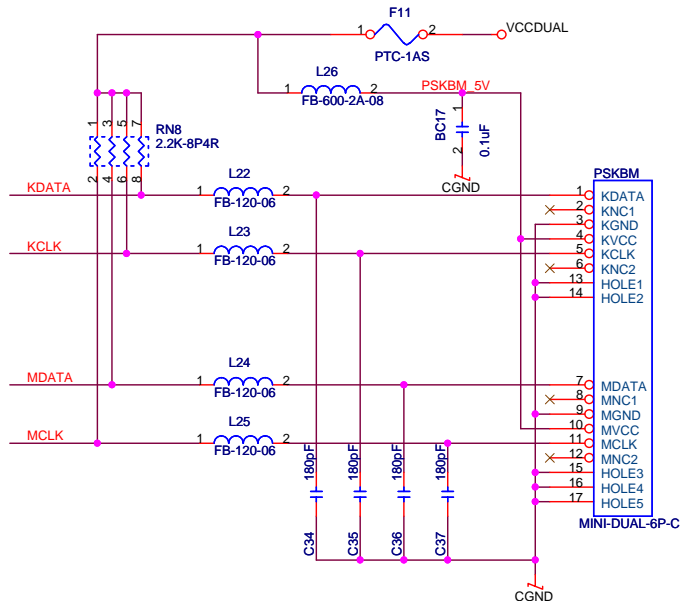 F11
1 2 VCCDUAL
PTC-1AS
L26
1 2 PSKBM_5V
FB-600-2A-08
1 3 5 7
RN8
2.2K-8P4R
2 4 6 8
1
BC17
0.1uF
2
CGND
PSKBM
KDATA 1 L22 2 1 KDATA
FB-120-06
2 KNC1
3 KGND
4 KVCC
KCLK 1 L23 2 5 KCLK
FB-120-06
6 KNC2
13 HOLE1
14 HOLE2
MDATA 1 L24 2 7 MDATA
FB-120-06
8 MNC1
9 MGND
10 MVCC
MCLK 1 L25 2 11 MCLK
FB-120-06
12 MNC2
15 HOLE3
16 HOLE4
17 HOLE5
MINI-DUAL-6P-C
180pF 180pF 180pF 180pF
C34 C35 C36 C37
CGND